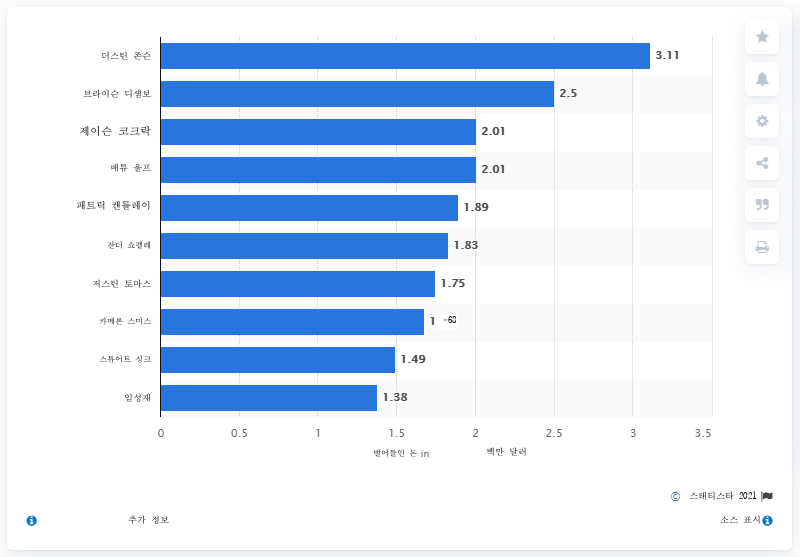 더스틴 존슨 3.11
브라이슨 디섐보 2.5
제이슨 코크락 2.01
매튜 울프 2.01
패트릭 캔틀레이 1.89
잔더 쇼펠레 1.83
저스틴 토마스 1.75
카메론 스미스 1 -68
스튜어트 싱크 1.49
임성재 1.38
0 0.5 1 1.5 2 2.5 3 3.5
벌어들인 돈 in 백만 달러
© 스태티스타 2021
추가 정보 소스 표시